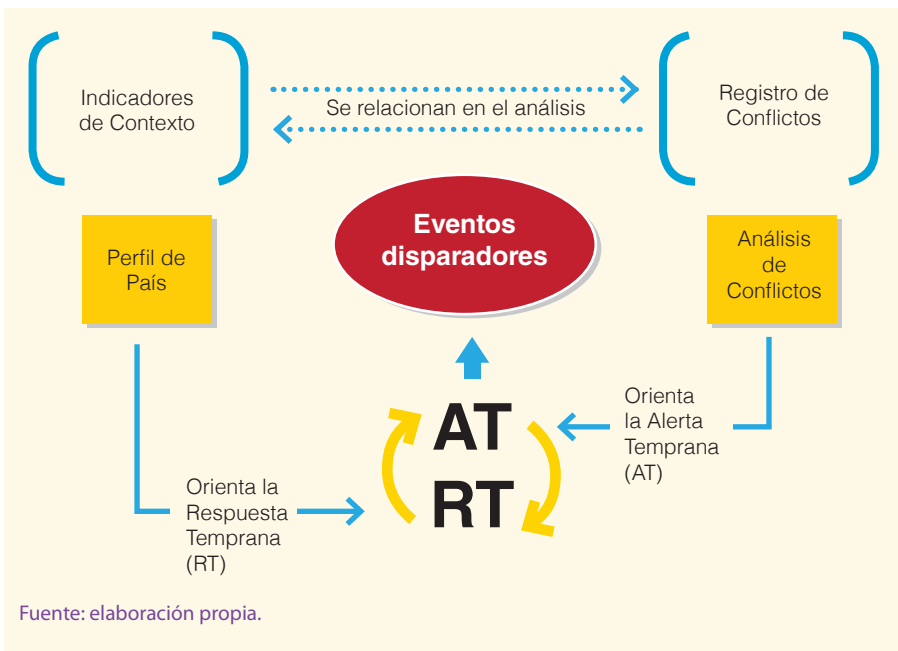 Indicadores
de Contexto
Se relacionan en el análisis
Registro de
Conflictos
Perfil de
País
Eventos
disparadores
Análisis
de
Conflictos
AT
RT
Orienta
la Alerta
Temprana
(AT)
Orienta la
Respuesta
Temprana
(RT)
Fuente: elaboración propia.